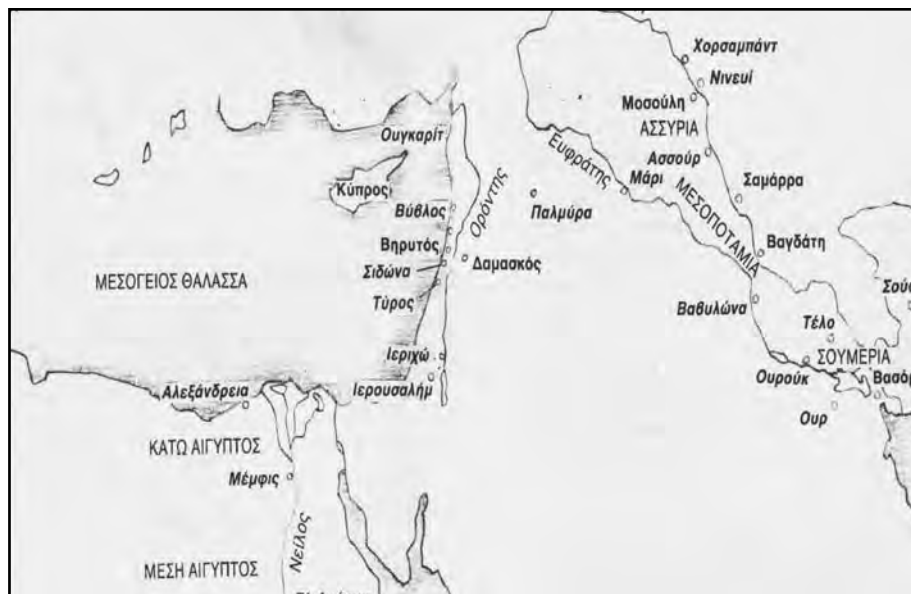 Χορσαμπάντ
Νινευί
Μοσούλη
ΑΣΣΥΡΙΑ
Ουγκαρίτ
Ασσούρ
Ευφράτης
Μάρι
Σαμάρρα
Κύπρος
Παλμύρα
Βύβλος
Ορόντης
ΜΕΣΟΠΟΤΑΜΙΑ
Βηρυτός
Βαγδάτη
Σιδώνα
Δαμασκός
ΜΕΣΟΓΕΙΟΣ ΘΑΛΑΣΣΑ
Τύρος
Βαβυλώνα
Τέλο
Ιεριχώ
ΣΟΥΜΕΡΙΑ
Ουρούκ
Αλεξάνδρεια
Ιερουσαλήμ
Ουρ
ΚΑΤΩ ΑΙΓΥΠΤΟΣ
Μέμφις
Νείλος
ΜΕΣΗ ΑΙΓΥΠΤΟΣ